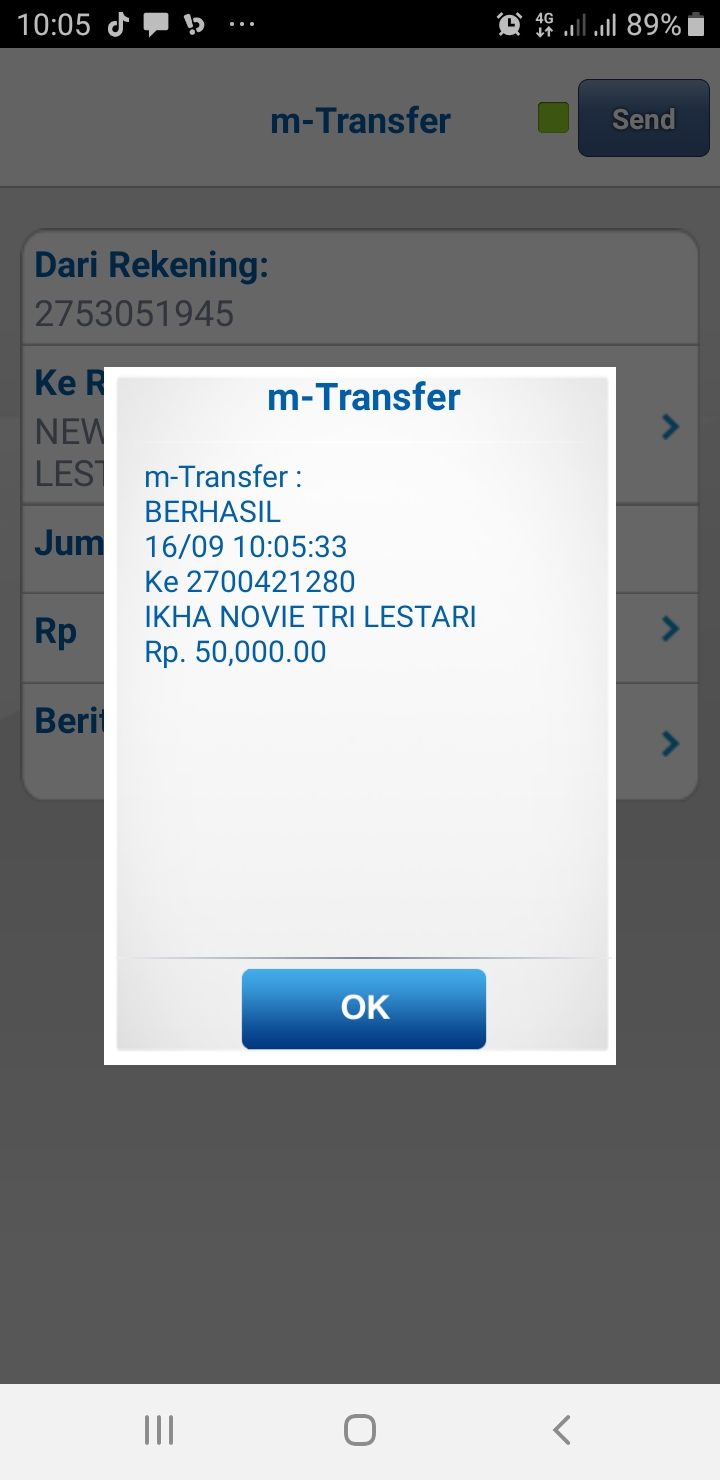 10:05
4G
89%
m-Transfer
Send
Dari Rekening:
2753051945
Ke R
NEW
LEST
Jum
Rp
Berit
m-Transfer
m-Transfer :
BERHASIL
16/09 10:05:33
Ke 2700421280
IKHA NOVIE TRI LESTARI
Rp. 50,000.00
OK